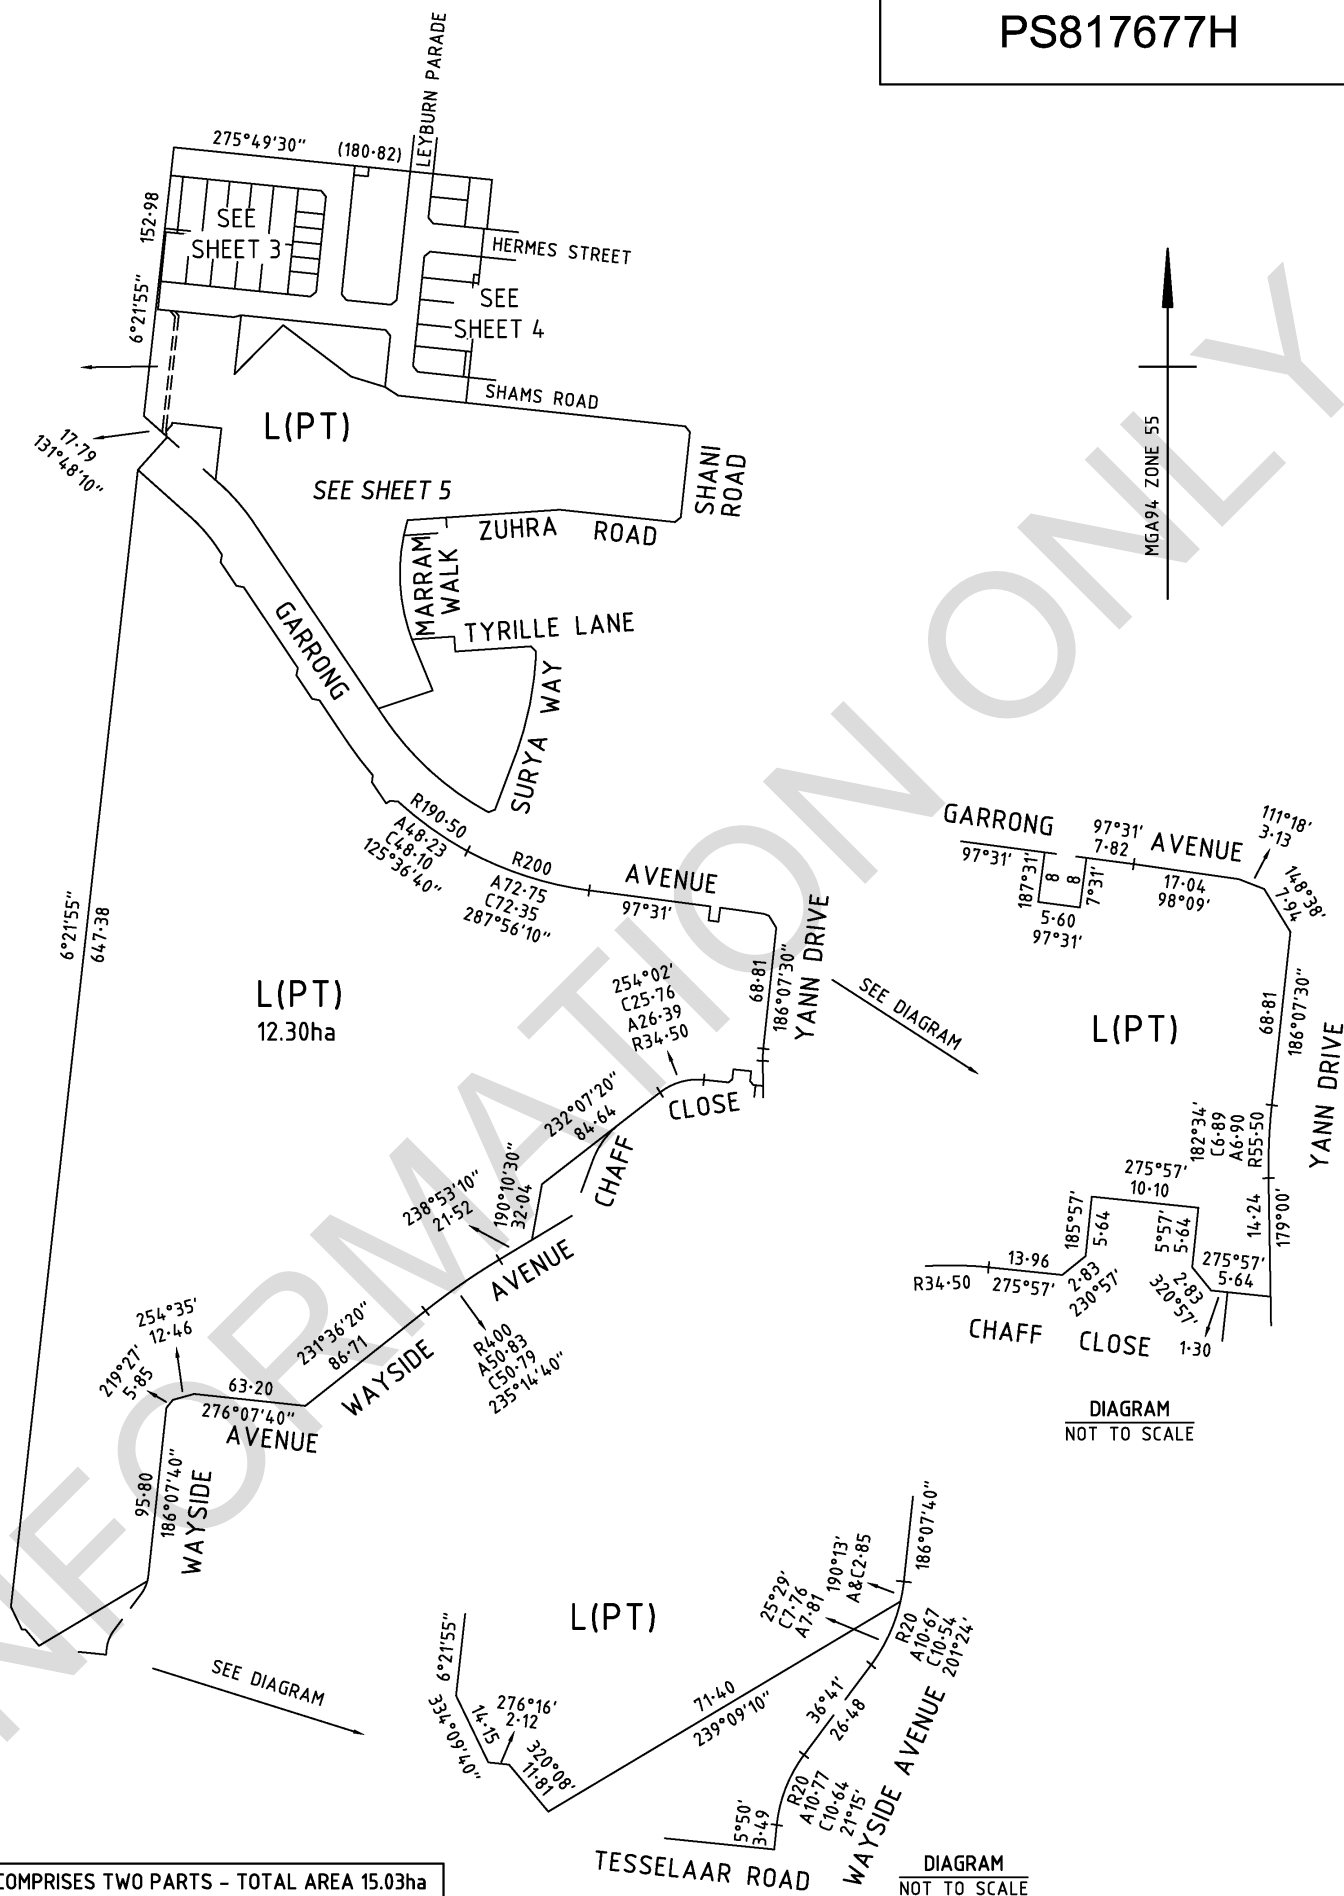 PS817677H
LEYBURN PARADE
275°49'30"
(180·82)
152·98
SEE
SHEET 3
HERMES STREET
6°21'55"
SEE
SHEET 4
SHAMS ROAD
L(PT)
17·79
131°48'10"
SEE SHEET 5
SHANI
ROAD
ZUHRA ROAD
MARRAM
WALK
TYRILLE LANE
GARRONG
SURYA WAY
MGA94 ZONE 55
R190·50
A48·23
C48·10
125°36'40"
R200
A72·75
C72·35
287°56'10"
AVENUE
97°31'
6°21'55"
647·38
L(PT)
12.30ha
68·81
186°07'30"
YANN DRIVE
254°02'
C25·76
A26·39
R34·50
SEE DIAGRAM
232°07'20"
84·64
CLOSE
CHAFF
190°10'30"
32·04
238°53'10"
21·52
AVENUE
WAYSIDE
R400
A50·83
C50·79
235°14'40"
231°36'20"
86·71
254°35'
12·46
219°27'
5·85
63·20
276°07'40"
AVENUE
95·80
186°07'40"
WAYSIDE
SEE DIAGRAM
GARRONG
97°31'
97°31'
7·82
AVENUE
111°18'
3·13
187°31'
8
8
7°31'
5·60
97°31'
17·04
98°09'
148°38'
7·94
L(PT)
68·81
186°07'30"
YANN DRIVE
182°34'
C6·89
A6·90
R55·50
275°57'
10·10
185°57'
5·64
5°57'
5·64
14·24
179°00'
275°57'
5·64
13·96
275°57'
R34·50
2·83
230°57'
2·83
320°57'
1·30
CHAFF CLOSE
DIAGRAM
NOT TO SCALE
186°07'40"
190°13'
A&C2·85
25°29'
C7·76
A7·81
R20
A10·67
C10·54
201°24'
L(PT)
6°21'55"
334°09'40"
14·15
276°16'
2·12
320°08'
11·81
71·40
239°09'10"
36°41'
26·48
R20
A10·77
C10·64
21°15'
5°50'
3·49
WAYSIDE AVENUE
TESSELAAR ROAD
DIAGRAM
NOT TO SCALE
COMPRISES TWO PARTS - TOTAL AREA 15.03ha
NFORMATION ONLY